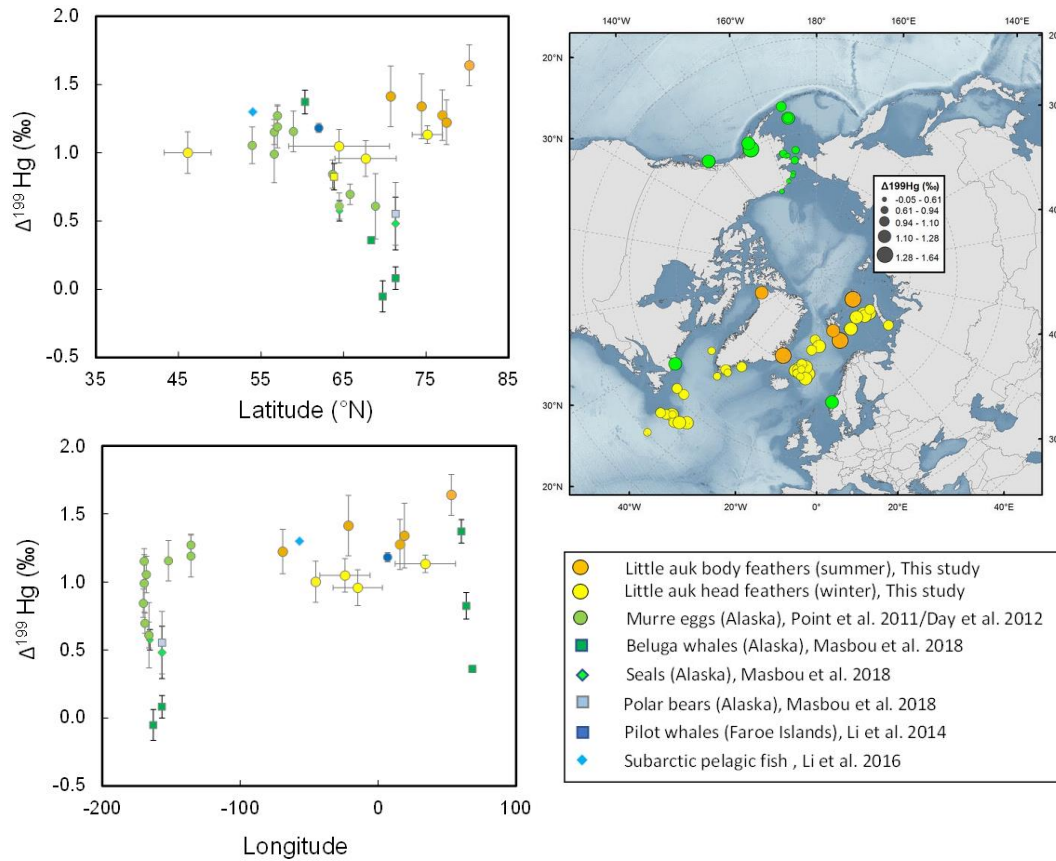 2.0
1.5
1.0
0.5
0.0
-0.5
Δ199 Hg (‰)
35 45 55 65 75 85
Latitude (°N)
2.0
1.5
1.0
0.5
0.0
-0.5
Δ199 Hg (‰)
-200 -100 0 100
Longitude
140°W 160°W 180° 160°E 140°E
20°N
30°N
40°N
30°N
20°N
40°W 20°W 0° 20°E 40°E
Δ199Hg (‰)
-0.05 - 0.61
0.61 - 0.94
0.94 - 1.10
1.10 - 1.28
1.28 - 1.64
Little auk body feathers (summer), This study
Little auk head feathers (winter), This study
Murre eggs (Alaska), Point et al. 2011/Day et al. 2012
Beluga whales (Alaska), Masbou et al. 2018
Seals (Alaska), Masbou et al. 2018
Polar bears (Alaska), Masbou et al. 2018
Pilot whales (Faroe Islands), Li et al. 2014
Subarctic pelagic fish , Li et al. 2016